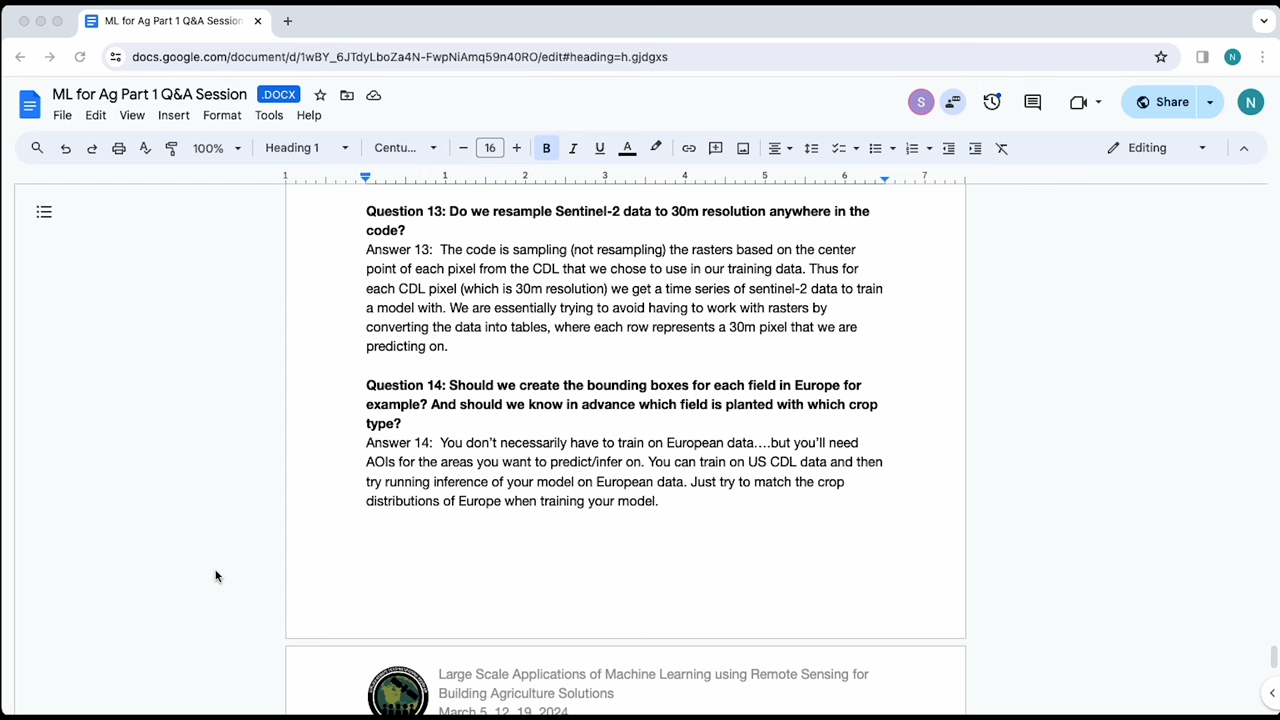 ML for Ag Part 1 Q&A Session
docs.google.com/document/d/1wBY_6JTdyLboZa4N-FwpNiAmq59n40RO/edit#heading=h.gjdgxs
N
ML for Ag Part 1 Q&A Session .DOCX
S
Share
N
File Edit View Insert Format Tools Help
100% Heading 1 Centu... 16 B I U A Editing
1 1 2 3 4 5 6 7
Question 13: Do we resample Sentinel-2 data to 30m resolution anywhere in the
code?
Answer 13: The code is sampling (not resampling) the rasters based on the center
point of each pixel from the CDL that we chose to use in our training data. Thus for
each CDL pixel (which is 30m resolution) we get a time series of sentinel-2 data to train
a model with. We are essentially trying to avoid having to work with rasters by
converting the data into tables, where each row represents a 30m pixel that we are
predicting on.
Question 14: Should we create the bounding boxes for each field in Europe for
example? And should we know in advance which field is planted with which crop
type?
Answer 14: You don't necessarily have to train on European data....but you'll need
AOIs for the areas you want to predict/infer on. You can train on US CDL data and then
try running inference of your model on European data. Just try to match the crop
distributions of Europe when training your model.
Large Scale Applications of Machine Learning using Remote Sensing for
Building Agriculture Solutions
March 5, 12, 19, 2024